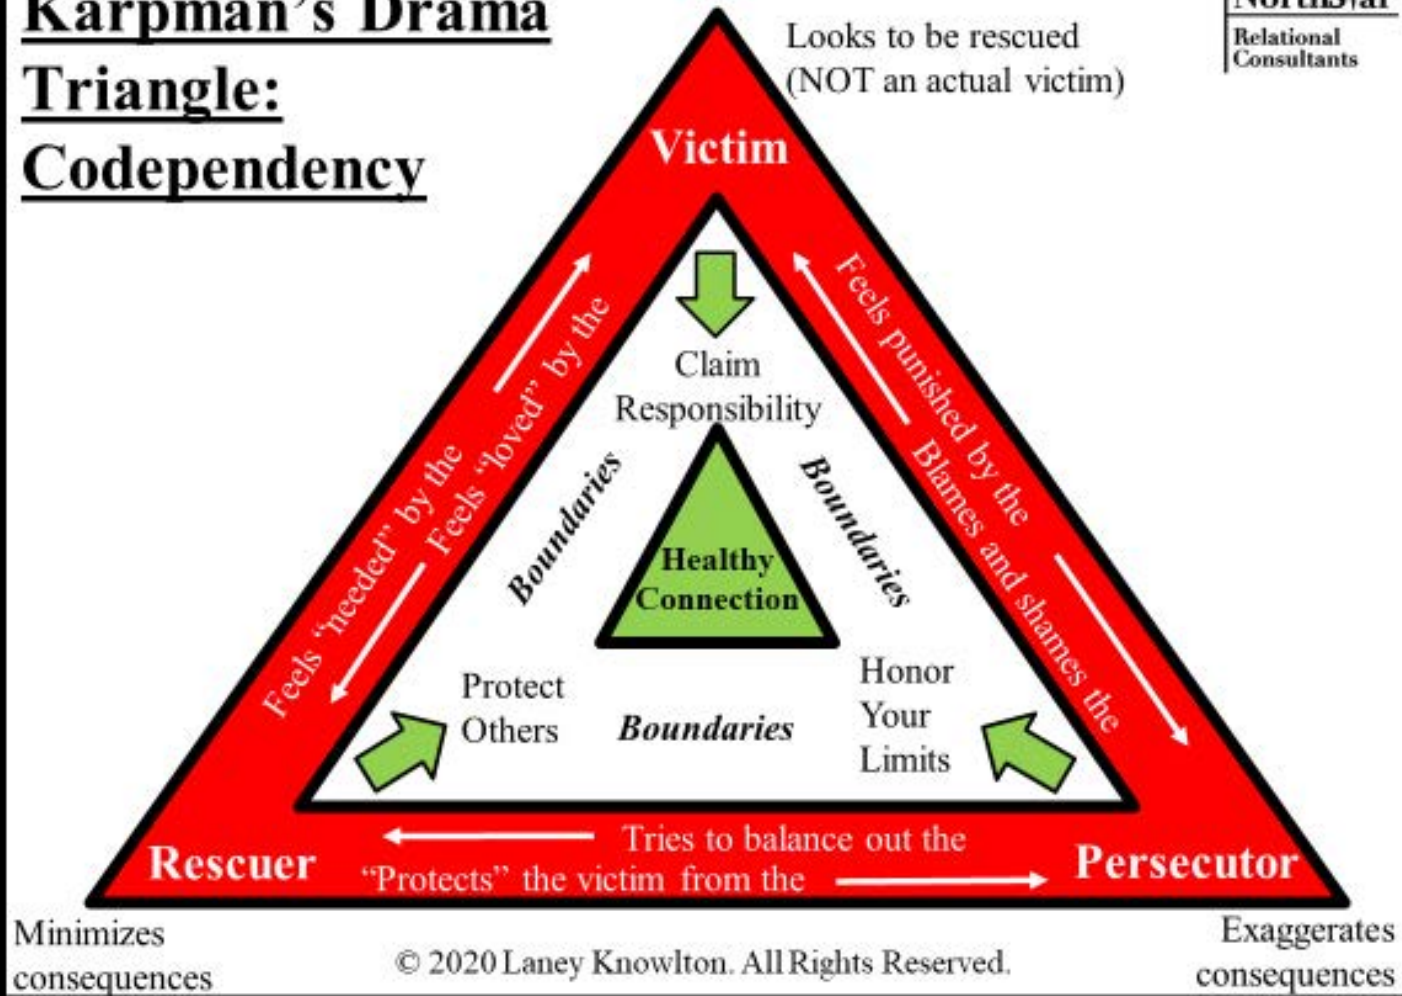 Karpman's Drama
Triangle:
Codependency
Looks to be rescued
(NOT an actual victim)
NorthStar
Relational
Consultants
Victim
Feels "needed" by the
Feels "loved" by the
Feels punished by the
Blames and shames the
Claim
Responsibility
Boundaries
Boundaries
Healthy
Connection
Protect
Others
Boundaries
Honor
Your
Limits
Tries to balance out the
"Protects" the victim from the
Rescuer
Persecutor
Minimizes
consequences
© 2020 Laney Knowlton. All Rights Reserved.
Exaggerates
consequences